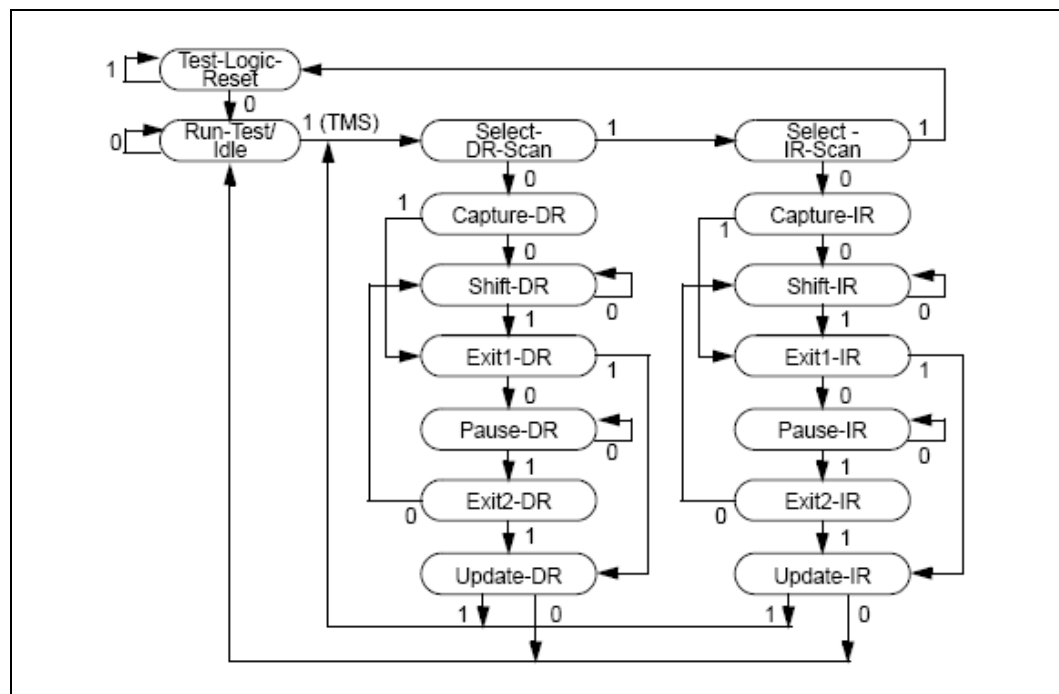 Test-Logic-
Reset
1
0
Run-Test/
Idle
0
1 (TMS)
Select-
DR-Scan
1
Select -
IR-Scan
1
0
0
Capture-DR
1
Capture-IR
1
0
0
Shift-DR
0
Shift-IR
0
1
1
Exit1-DR
1
Exit1-IR
1
0
0
Pause-DR
0
Pause-IR
0
1
1
Exit2-DR
0
Exit2-IR
0
1
1
Update-DR
Update-IR
1
0
1
0